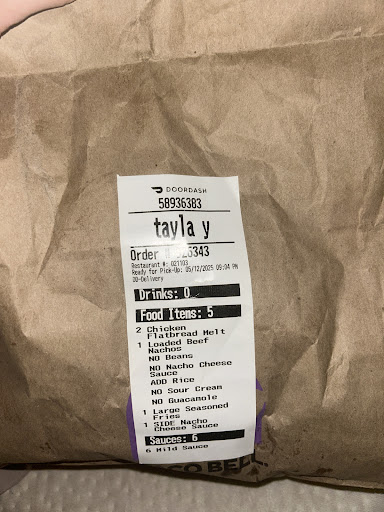 DOORDASH
58936383
tayla y
Order
Restaurant #: 021103
Ready for Pick-Up: 05/12/2025 09:04 PM
DD-Delivery
Drinks: 0
Food Items: 5
2 Chicken
Flatbread Melt
1 Loaded Beef
Nachos
NO Beans
NO Nacho Cheese
Sauce
ADD Rice
NO Sour Cream
NO Guacamole
1 Large Seasoned
Fries
1 SIDE Nacho
Cheese Sauce
Sauces: 6
6 Mild Sauce
CO BEL